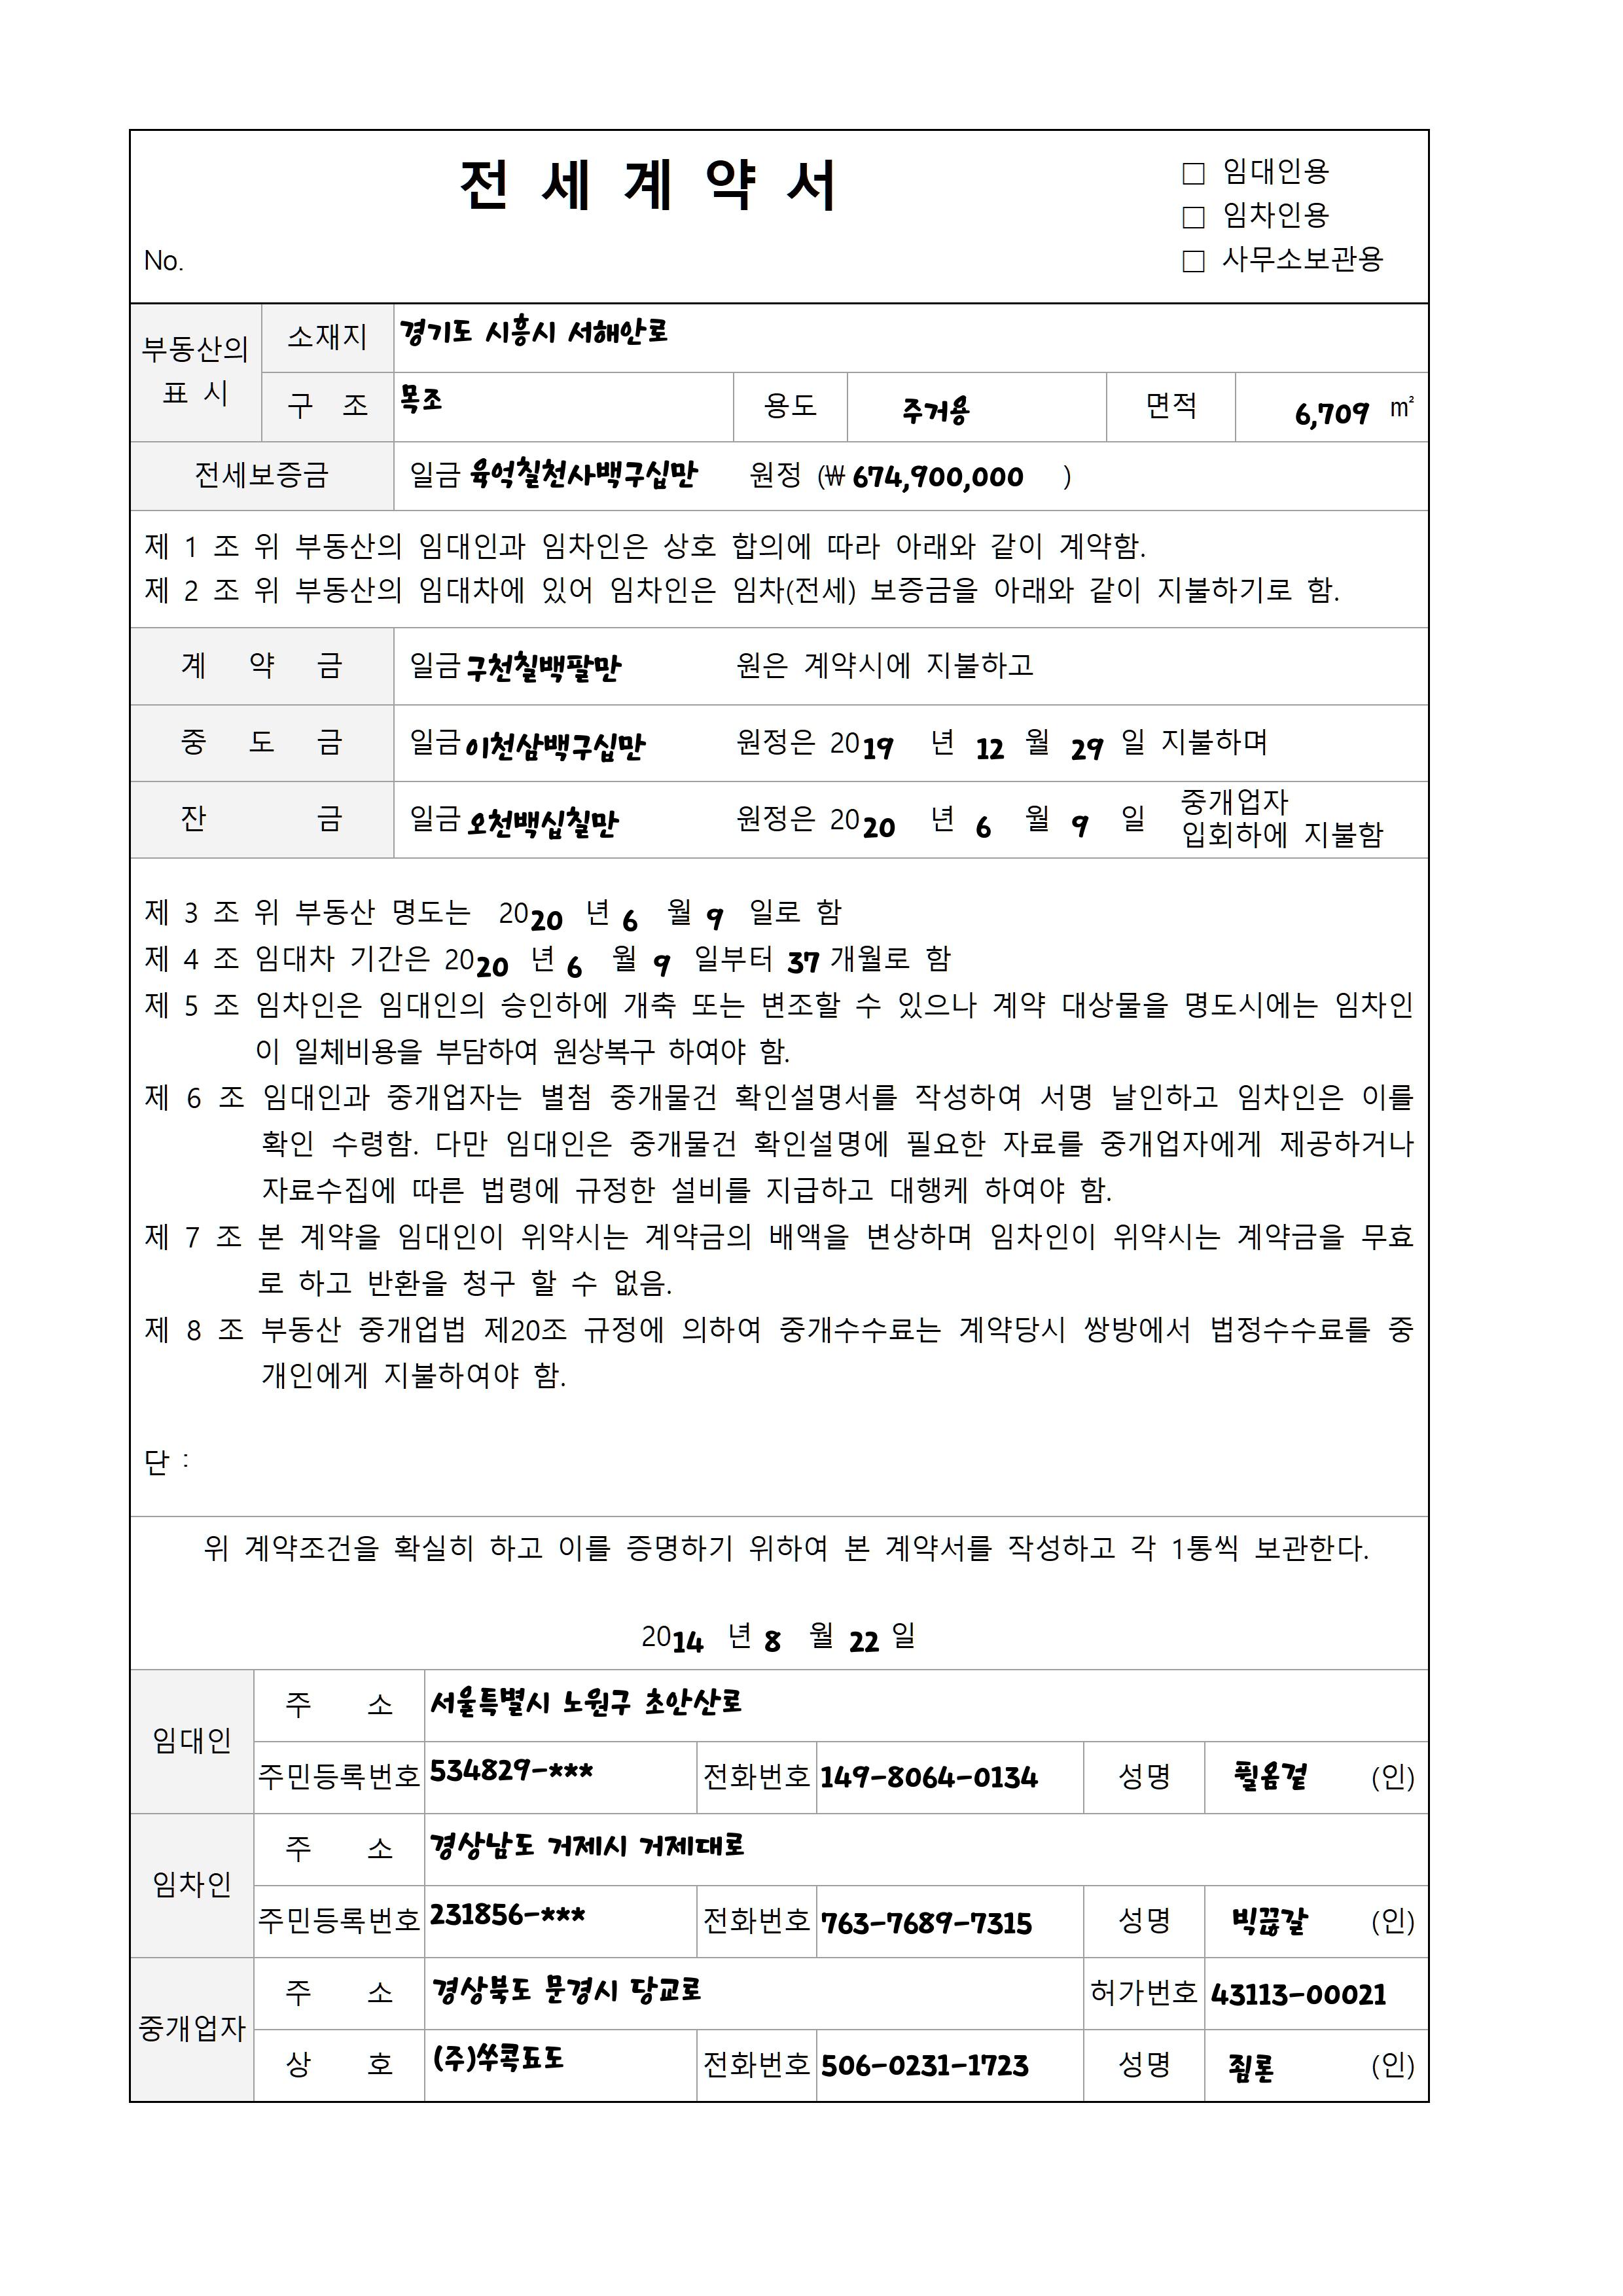 전 세 계 약 서
□ 임대인용
□ 임차인용
□ 사무소보관용
No.
부동산의 표 시
소재지 경기도 시흥시 서해안로
구 조 목조 용도 주거용 면적 6,709 ㎡
전세보증금 일금 육억칠천사백구십만 원정 (₩ 674,900,000 )
제 1 조 위 부동산의 임대인과 임차인은 상호 합의에 따라 아래와 같이 계약함.
제 2 조 위 부동산의 임대차에 있어 임차인은 임차(전세) 보증금을 아래와 같이 지불하기로 함.
계 약 금 일금 구천칠백팔만 원은 계약시에 지불하고
중 도 금 일금 이천삼백구십만 원정은 2019 년 12 월 29 일 지불하며
잔 금 일금 오천백십칠만 원정은 2020 년 6 월 9 일 중개업자
입회하에 지불함
제 3 조 위 부동산 명도는 2020 년 6 월 9 일로 함
제 4 조 임대차 기간은 2020 년 6 월 9 일부터 37 개월로 함
제 5 조 임차인은 임대인의 승인하에 개축 또는 변조할 수 있으나 계약 대상물을 명도시에는 임차인
이 일체비용을 부담하여 원상복구 하여야 함.
제 6 조 임대인과 중개업자는 별첨 중개물건 확인설명서를 작성하여 서명 날인하고 임차인은 이를
확인 수령함. 다만 임대인은 중개물건 확인설명에 필요한 자료를 중개업자에게 제공하거나
자료수집에 따른 법령에 규정한 설비를 지급하고 대행케 하여야 함.
제 7 조 본 계약을 임대인이 위약시는 계약금의 배액을 변상하며 임차인이 위약시는 계약금을 무효
로 하고 반환을 청구 할 수 없음.
제 8 조 부동산 중개업법 제20조 규정에 의하여 중개수수료는 계약당시 쌍방에서 법정수수료를 중
개인에게 지불하여야 함.
단 :
위 계약조건을 확실히 하고 이를 증명하기 위하여 본 계약서를 작성하고 각 1통씩 보관한다.
2014 년 8 월 22 일
임대인
주 소 서울특별시 노원구 초안산로
주민등록번호 534829-*** 전화번호 149-8064-0134 성명 퓔옴겉 (인)
임차인
주 소 경상남도 거제시 거제대로
주민등록번호 231856-*** 전화번호 763-7689-7315 성명 빅끊갈 (인)
중개업자
주 소 경상북도 문경시 당교로 허가번호 43113-00021
상 호 (주)쑤콕됴도 전화번호 506-0231-1723 성명 죕론 (인)